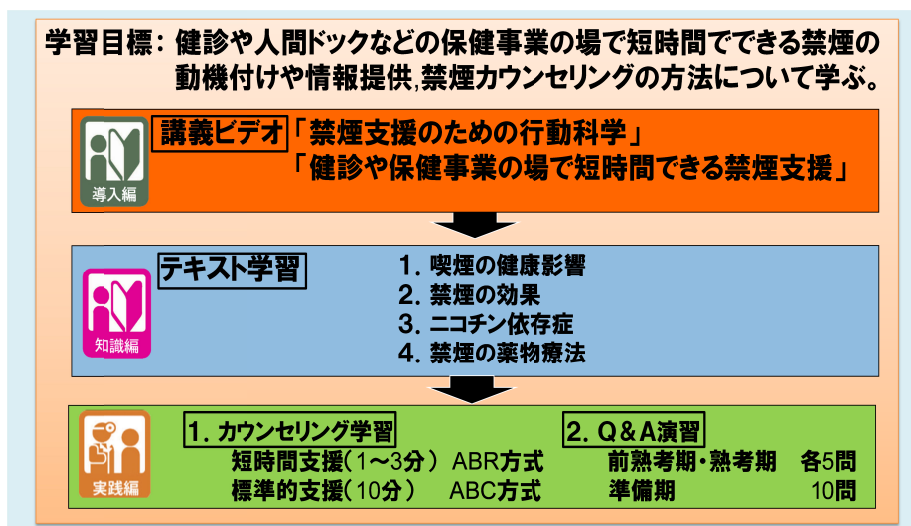 学習目標: 健診や人間ドックなどの保健事業の場で短時間でできる禁煙の
動機付けや情報提供,禁煙カウンセリングの方法について学ぶ。
導入編
講義ビデオ「禁煙支援のための行動科学」
「健診や保健事業の場で短時間できる禁煙支援」
知識編
テキスト学習
1. 喫煙の健康影響
2. 禁煙の効果
3. ニコチン依存症
4. 禁煙の薬物療法
実践編
1. カウンセリング学習
短時間支援(1〜3分) ABR方式
標準的支援(10分) ABC方式
2. Q&A演習
前熟考期・熟考期 各5問
準備期 10問